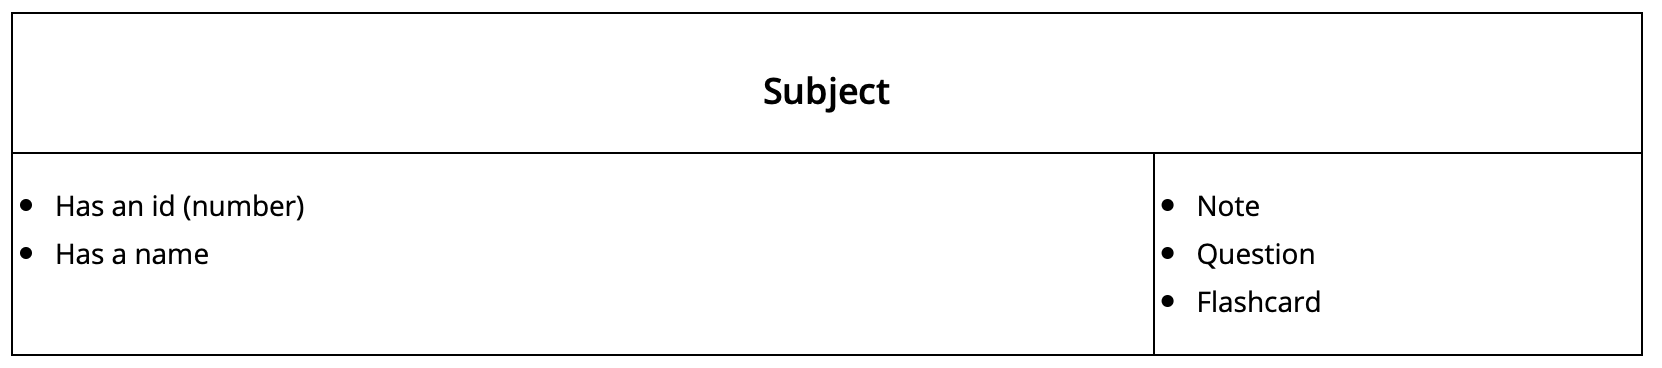 Subject
Has an id (number)
Has a name
Note
Question
Flashcard